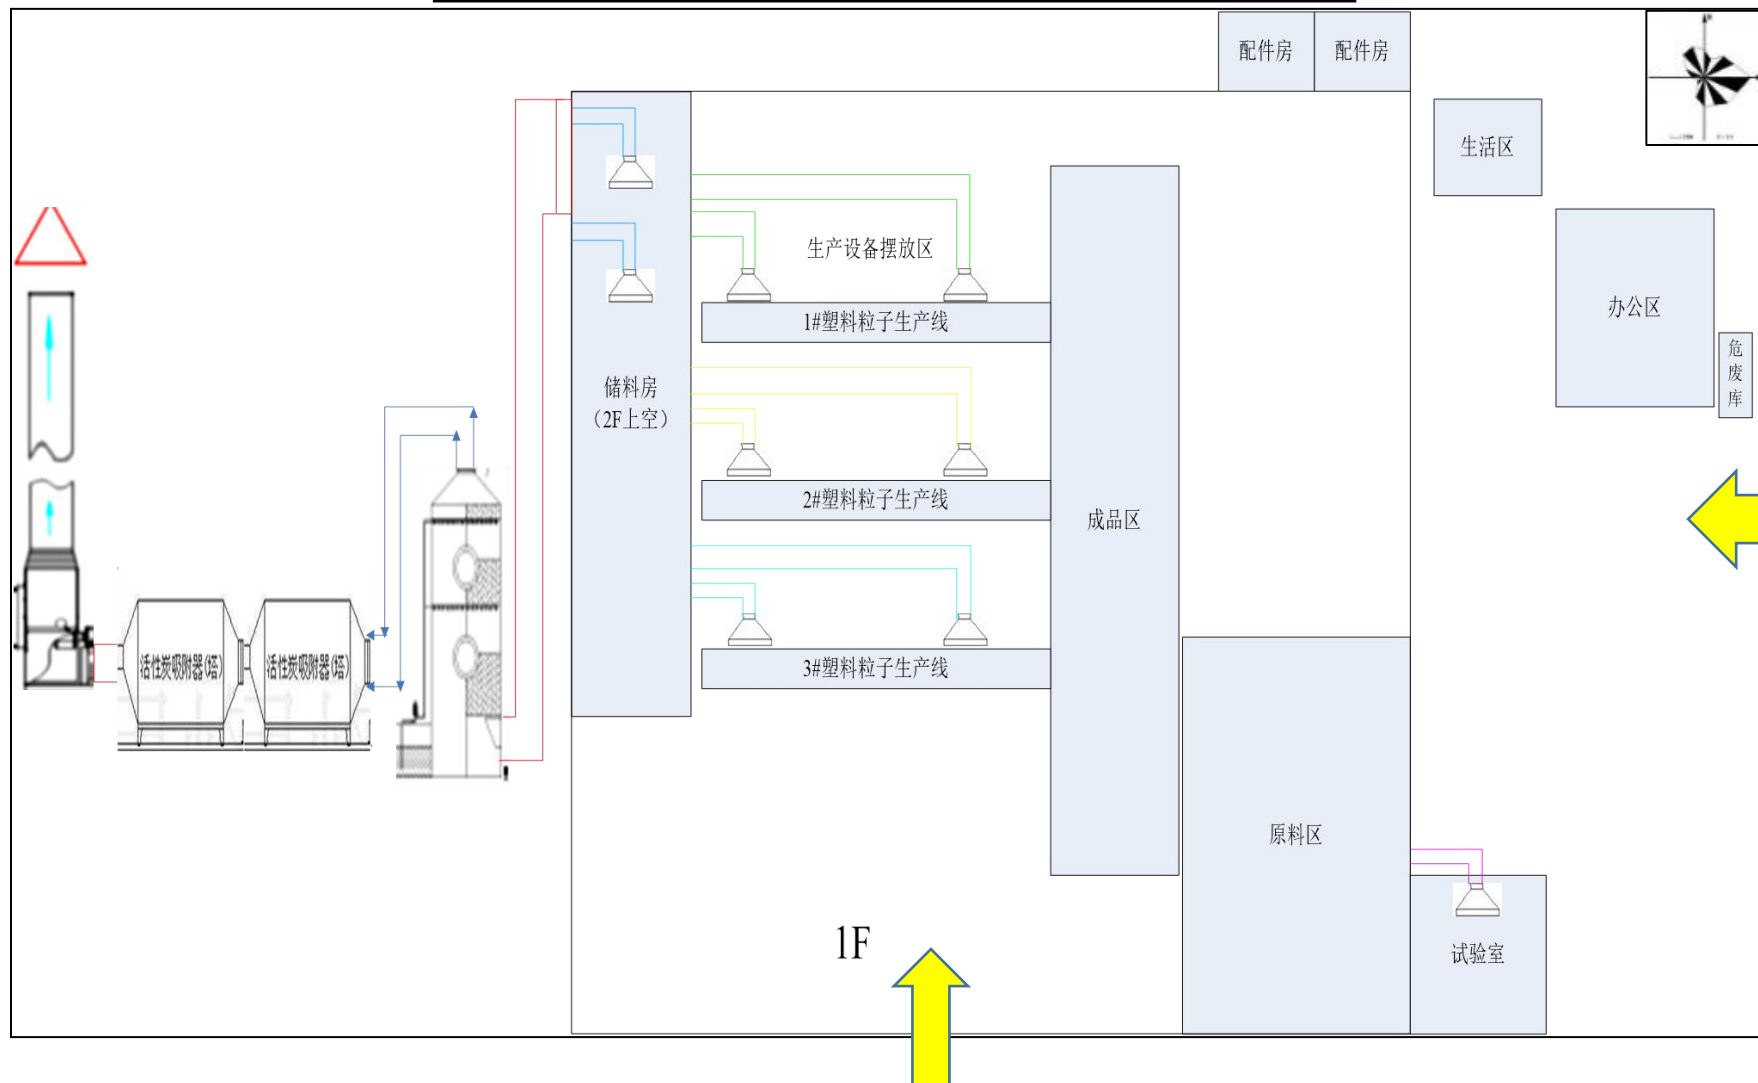 配件房 配件房
生活区
生产设备摆放区
办公区
1#塑料粒子生产线
危废库
储料房
（2F上空）
2#塑料粒子生产线
成品区
活性炭吸附器(塔) 活性炭吸附器(塔)
3#塑料粒子生产线
原料区
1F
试验室